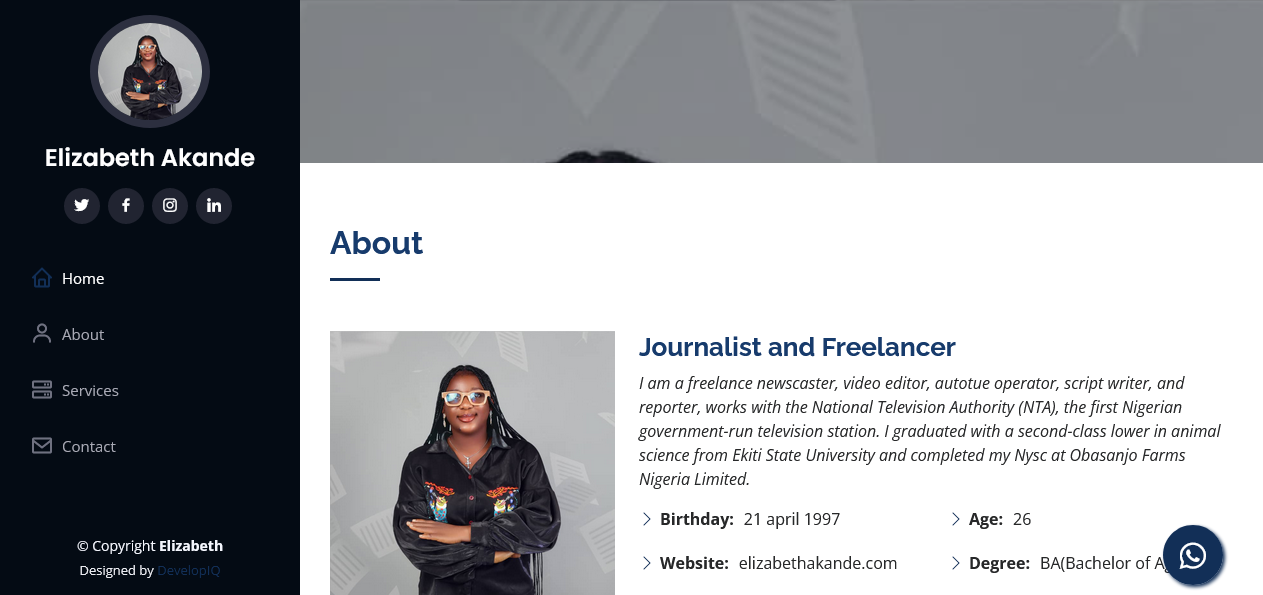 Elizabeth Akande
Home
About
Services
Contact
© Copyright Elizabeth
Designed by DevelopIQ
About
Journalist and Freelancer
I am a freelance newscaster, video editor, autotue operator, script writer, and
reporter, works with the National Television Authority (NTA), the first Nigerian
government-run television station. I graduated with a second-class lower in animal
science from Ekiti State University and completed my Nysc at Obasanjo Farms
Nigeria Limited.
Birthday: 21 april 1997
Age: 26
Website: elizabethakande.com
Degree: BA(Bachelor of